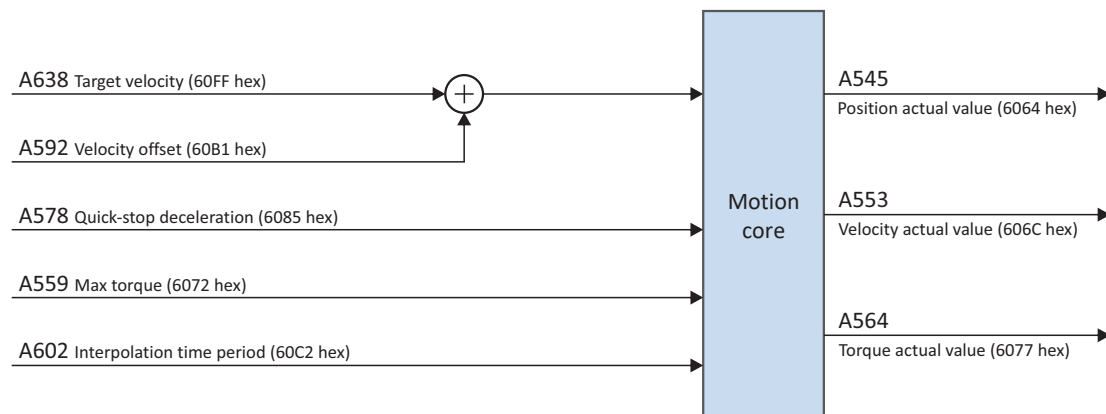 A638 Target velocity (60FF hex)
+
A592 Velocity offset (60B1 hex)
A578 Quick-stop deceleration (6085 hex)
A559 Max torque (6072 hex)
A602 Interpolation time period (60C2 hex)
Motion
core
A545
Position actual value (6064 hex)
A553
Velocity actual value (606C hex)
A564
Torque actual value (6077 hex)